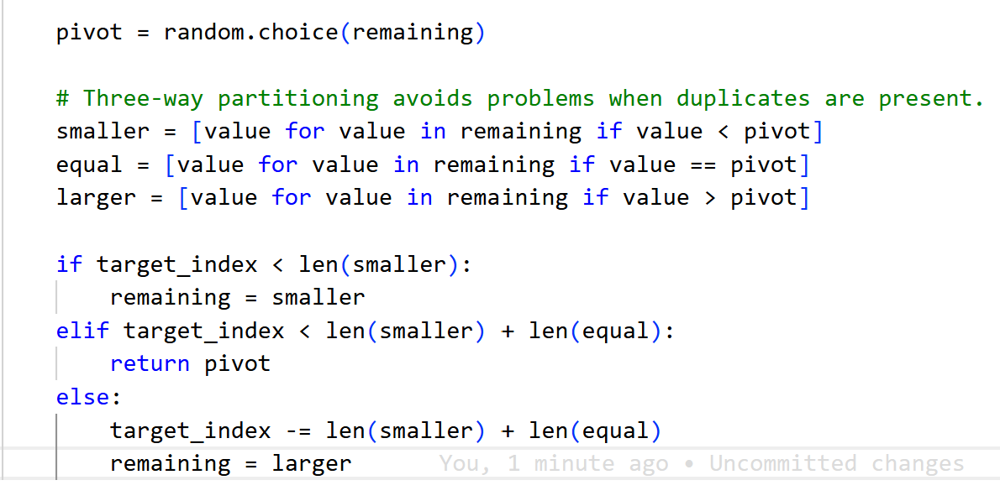 pivot = random.choice(remaining)
# Three-way partitioning avoids problems when duplicates are present.
smaller = [value for value in remaining if value < pivot]
equal = [value for value in remaining if value == pivot]
larger = [value for value in remaining if value > pivot]
if target_index < len(smaller):
    remaining = smaller
elif target_index < len(smaller) + len(equal):
    return pivot
else:
    target_index -= len(smaller) + len(equal)
    remaining = larger    You, 1 minute ago • Uncommitted changes